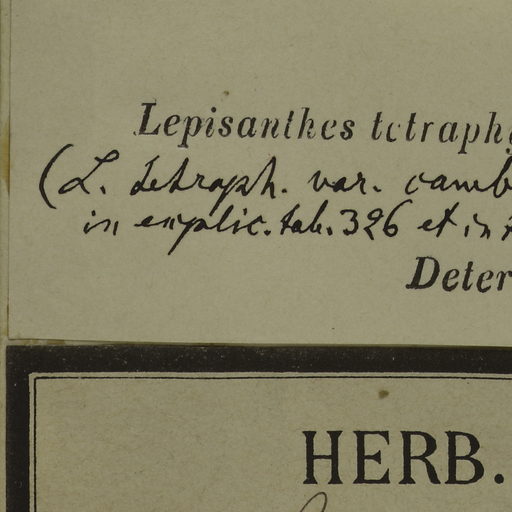 Lepisanthes tetraph
(L. tetraph. var. camb
in explic. tab. 326 et in
Deter
HERB.